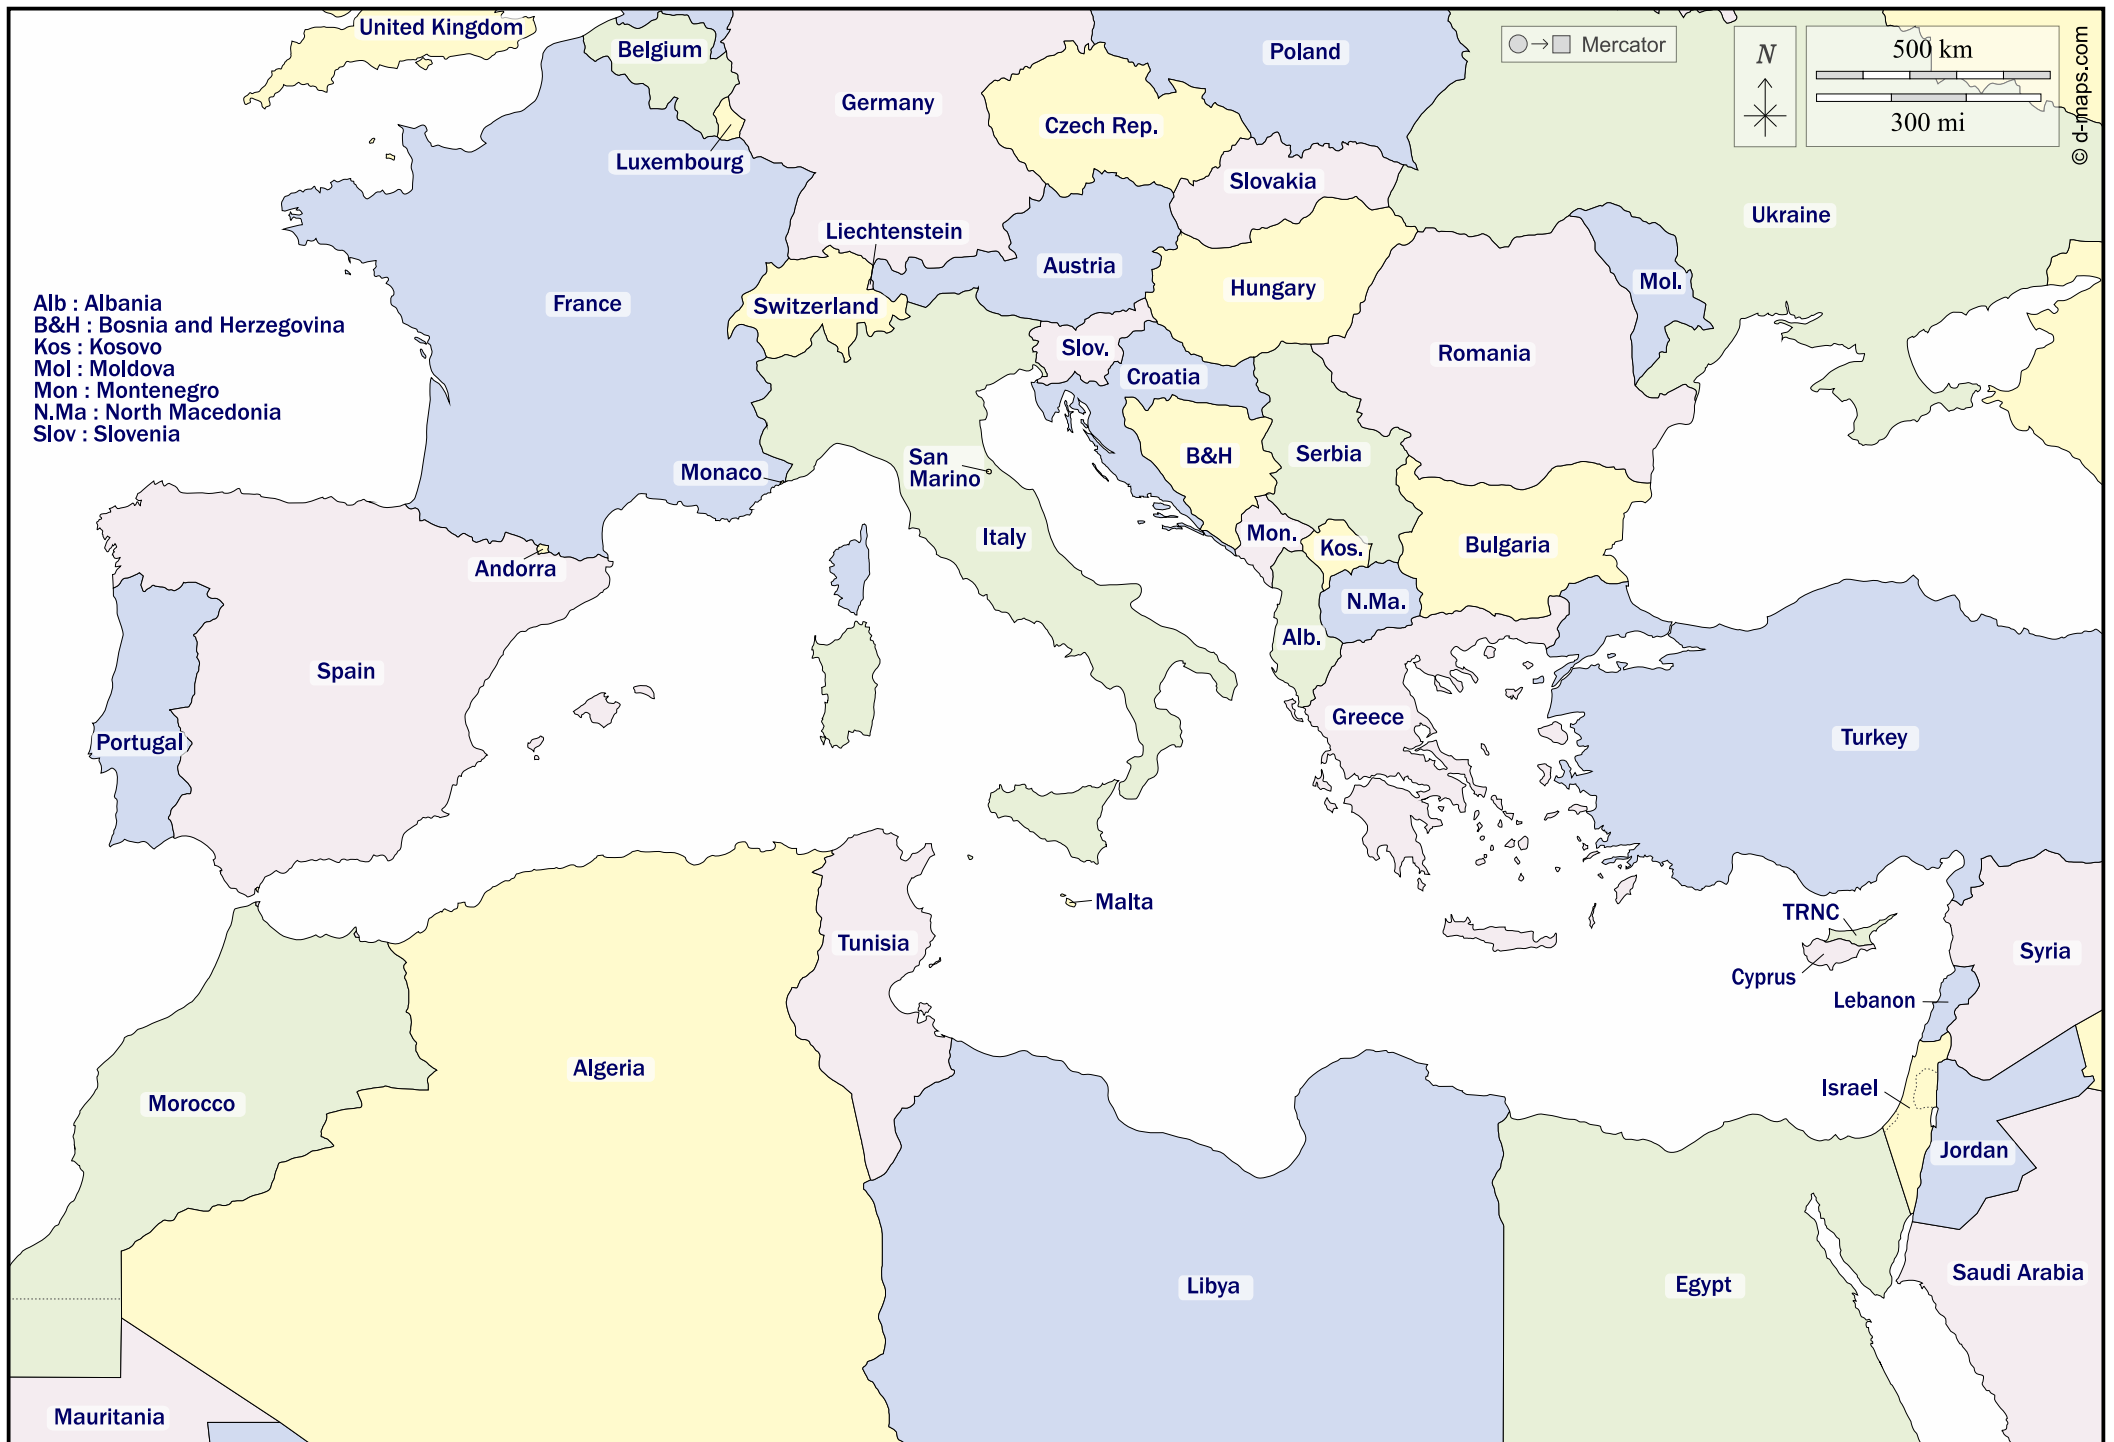 United Kingdom
Belgium
Poland
Mercator
N
500 km
300 mi
© d-maps.com
Germany
Czech Rep.
Luxembourg
Slovakia
Ukraine
Liechtenstein
Austria
Mol.
Hungary
France
Switzerland
Alb : Albania
B&H : Bosnia and Herzegovina
Kos : Kosovo
Mol : Moldova
Mon : Montenegro
N.Ma : North Macedonia
Slov : Slovenia
Slov.
Romania
Croatia
B&H
Serbia
Monaco
San
Marino
Italy
Mon.
Kos.
Bulgaria
Andorra
N.Ma.
Alb.
Spain
Greece
Portugal
Turkey
Malta
TRNC
Tunisia
Syria
Cyprus
Lebanon
Algeria
Israel
Morocco
Jordan
Saudi Arabia
Libya
Egypt
Mauritania